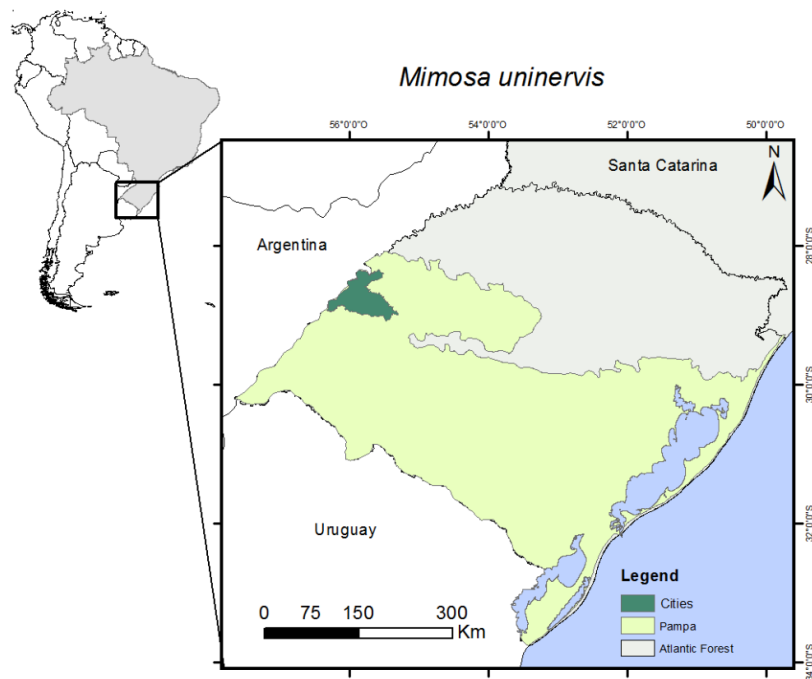 Mimosa uninervis
56°0'0"O
54°0'0"O
52°0'0"O
50°0'0"O
N
Santa Catarina
Argentina
28°0'0"S
30°0'0"S
Uruguay
32°0'0"S
Legend
Cities
Pampa
Atlantic Forest
0 75 150 300
Km
34°0'0"S